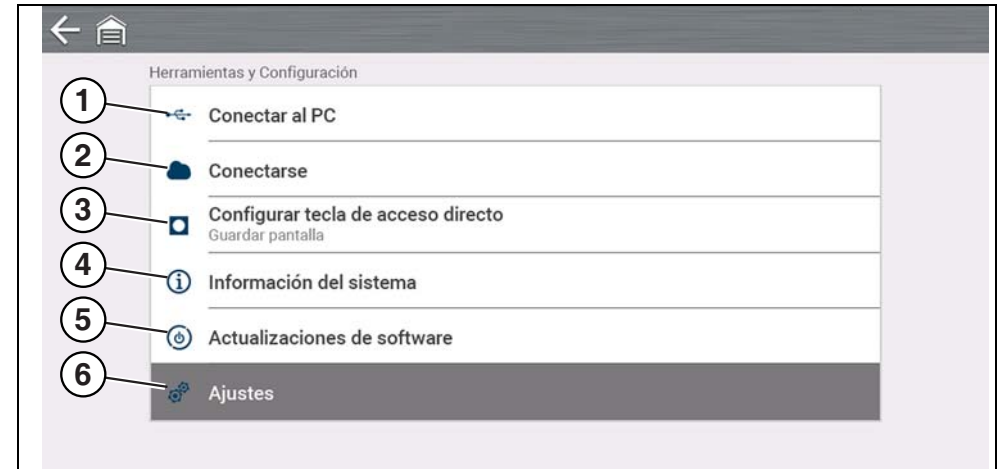 Herramientas y Configuración
1
Conectar al PC
2
Conectarse
3
Configurar tecla de acceso directo
Guardar pantalla
4
Información del sistema
5
Actualizaciones de software
6
Ajustes